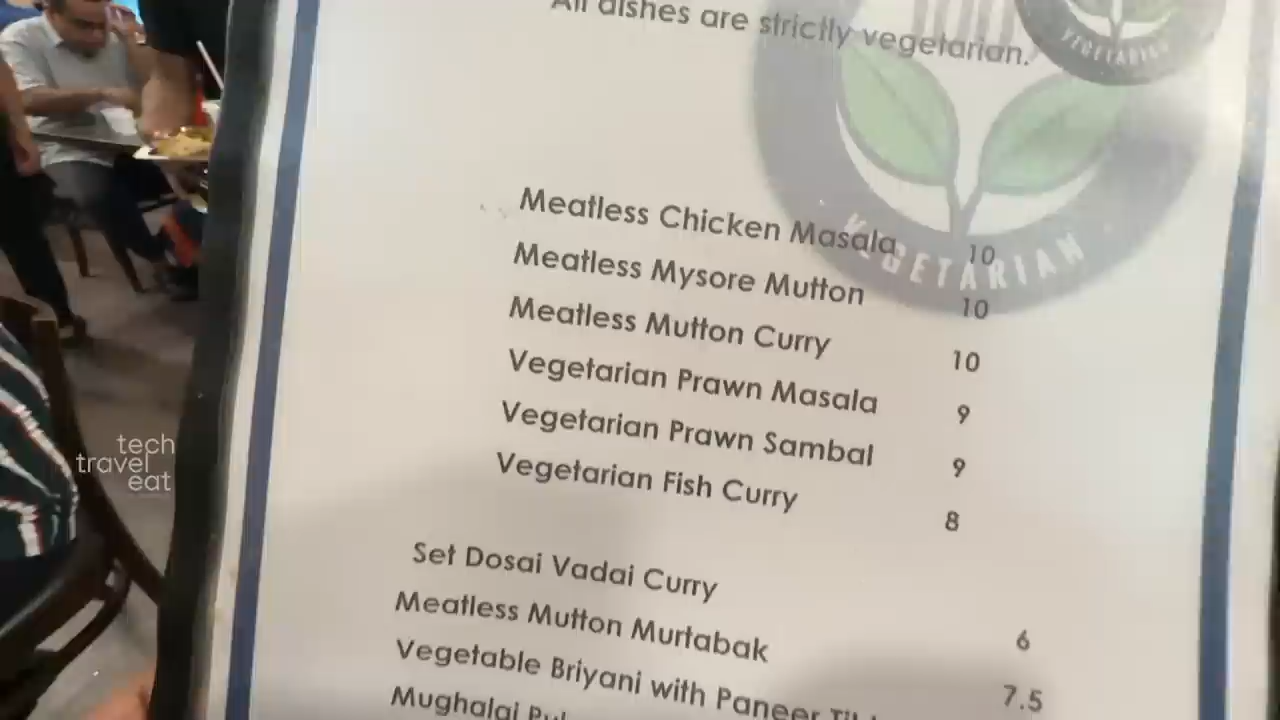 All dishes are strictly vegetarian.
VEGETARIAN
VEGETARIAN
Meatless Chicken Masala 10
Meatless Mysore Mutton 10
Meatless Mutton Curry 10
Vegetarian Prawn Masala 9
Vegetarian Prawn Sambal 9
Vegetarian Fish Curry 8
Set Dosai Vadai Curry 6
Meatless Mutton Murtabak 7.5
Vegetable Briyani with Paneer
Mughalai
tech
travel
eat